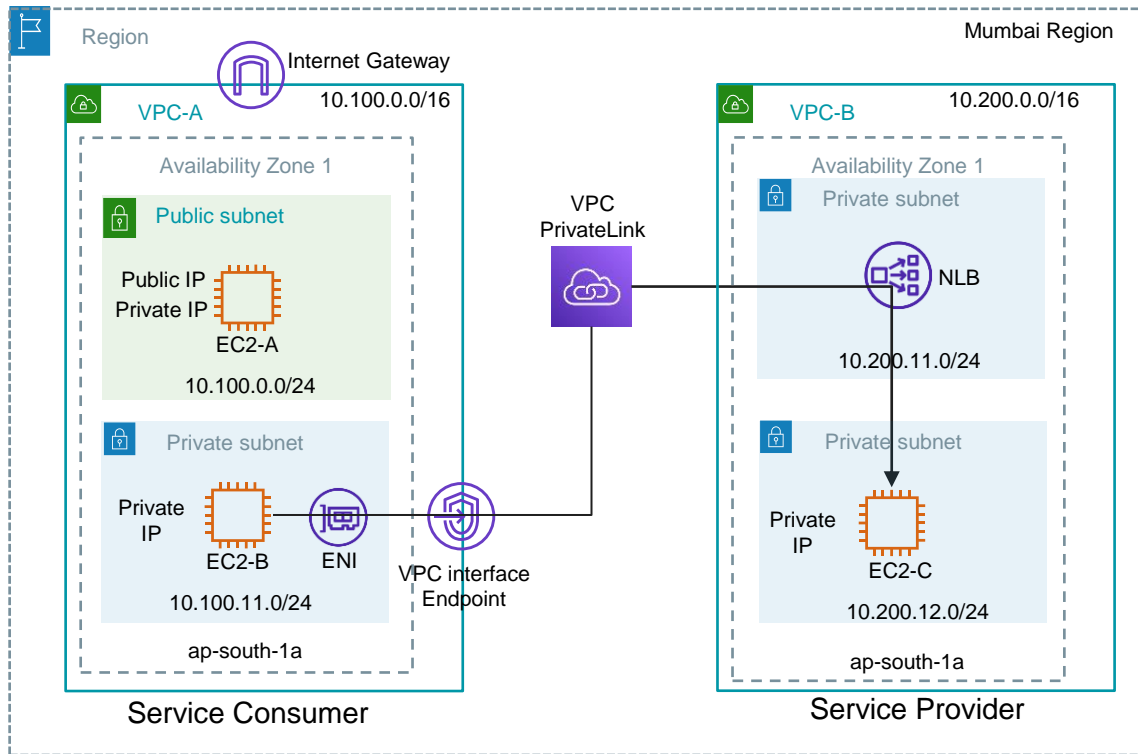 Region
Mumbai Region
Internet Gateway
VPC-A
10.100.0.0/16
Availability Zone 1
Public subnet
Public IP
Private IP
EC2-A
10.100.0.0/24
Private subnet
Private
IP
EC2-B
ENI
10.100.11.0/24
VPC interface
Endpoint
ap-south-1a
Service Consumer
VPC
PrivateLink
VPC-B
10.200.0.0/16
Availability Zone 1
Private subnet
NLB
10.200.11.0/24
Private subnet
Private
IP
EC2-C
10.200.12.0/24
ap-south-1a
Service Provider